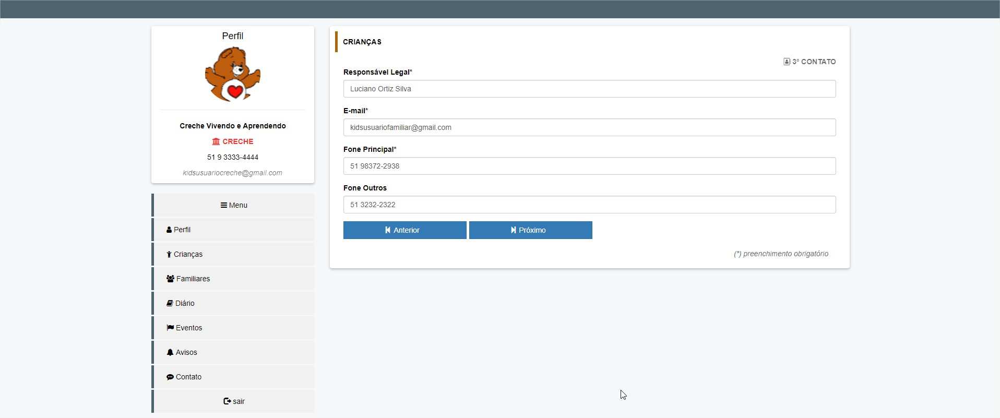 Perfil
Creche Vivendo e Aprendendo
CRECHE
51 9 3333-4444
kidsusuariocreche@gmail.com
Menu
Perfil
Crianças
Familiares
Diário
Eventos
Avisos
Contato
sair
CRIANÇAS
3º CONTATO
Responsável Legal*
Luciano Ortiz Silva
E-mail*
kidsusuariofamiliar@gmail.com
Fone Principal*
51 98372-2938
Fone Outros
51 3232-2322
Anterior Próximo
(*) preenchimento obrigatório